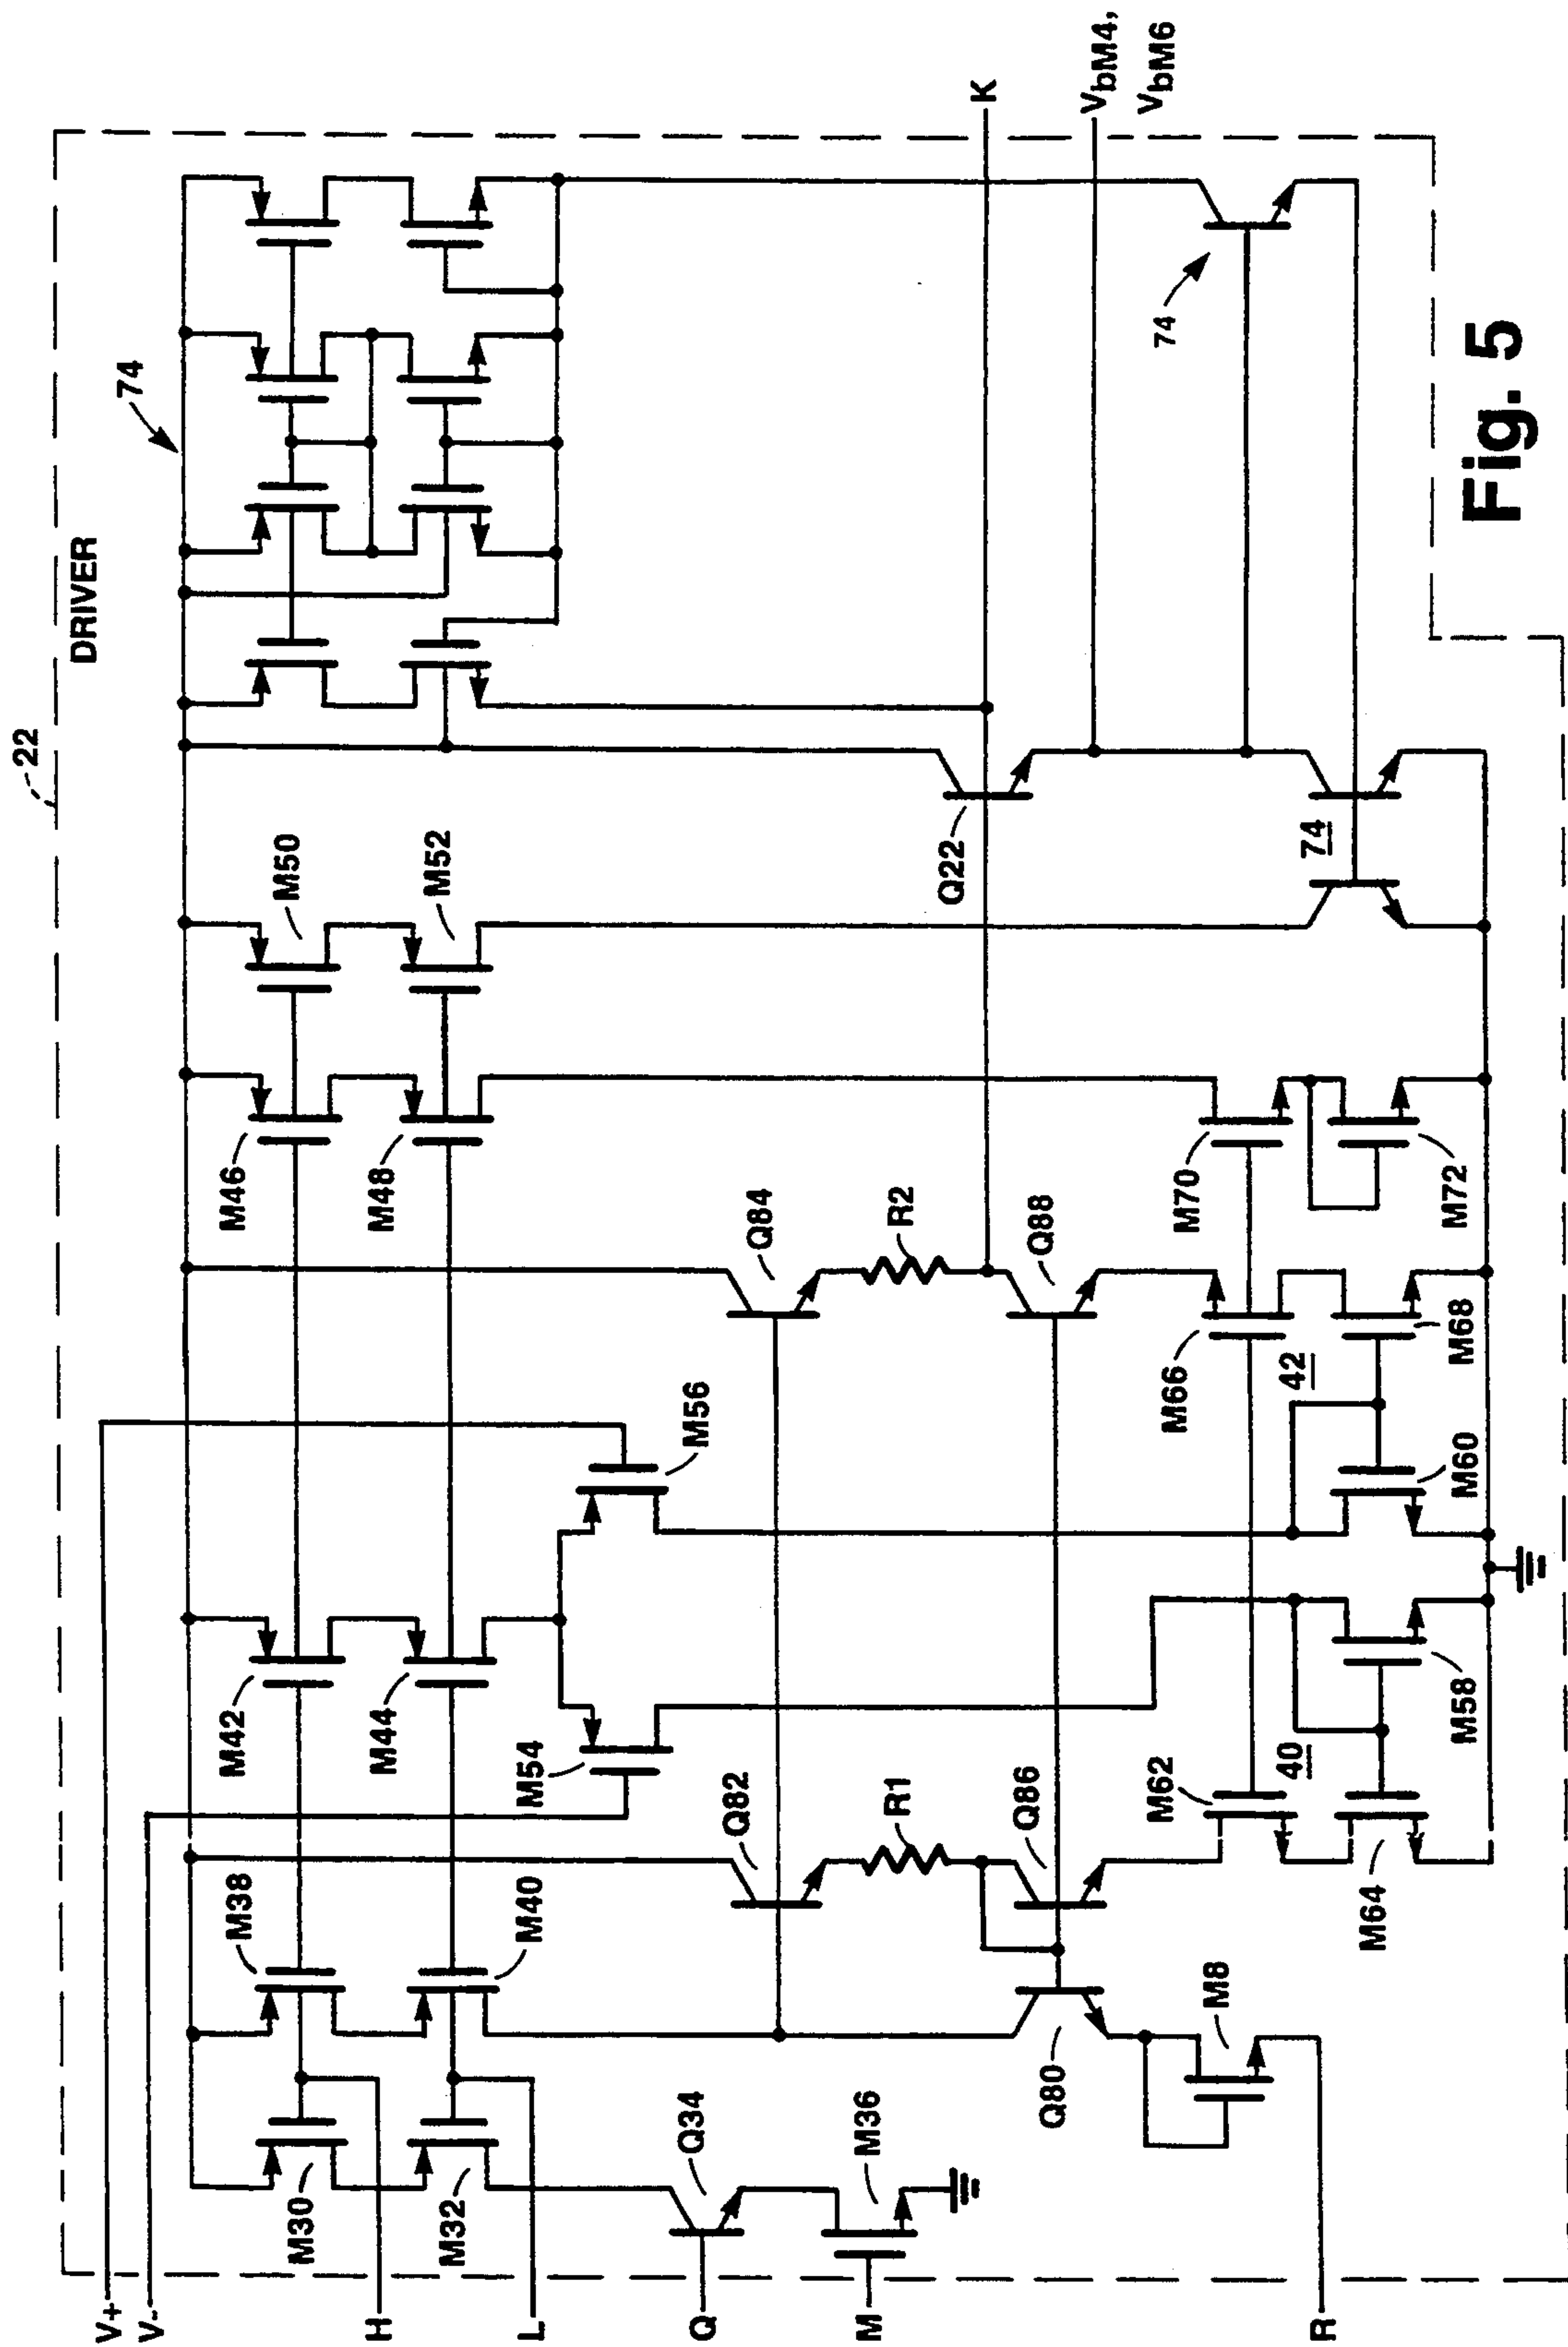 22
DRIVER
V+
V-
H
L
Q
M
R
K
VbM4,
VbM6
M30
M32
Q34
M36
M38
M40
Q80
M8
M42
M44
M54
M56
Q82
R1
Q86
M62
M64
40
M58
M60
42
M66
M68
Q84
R2
Q88
M46
M48
M70
M72
M50
M52
Q22
74
74
74
Fig. 5